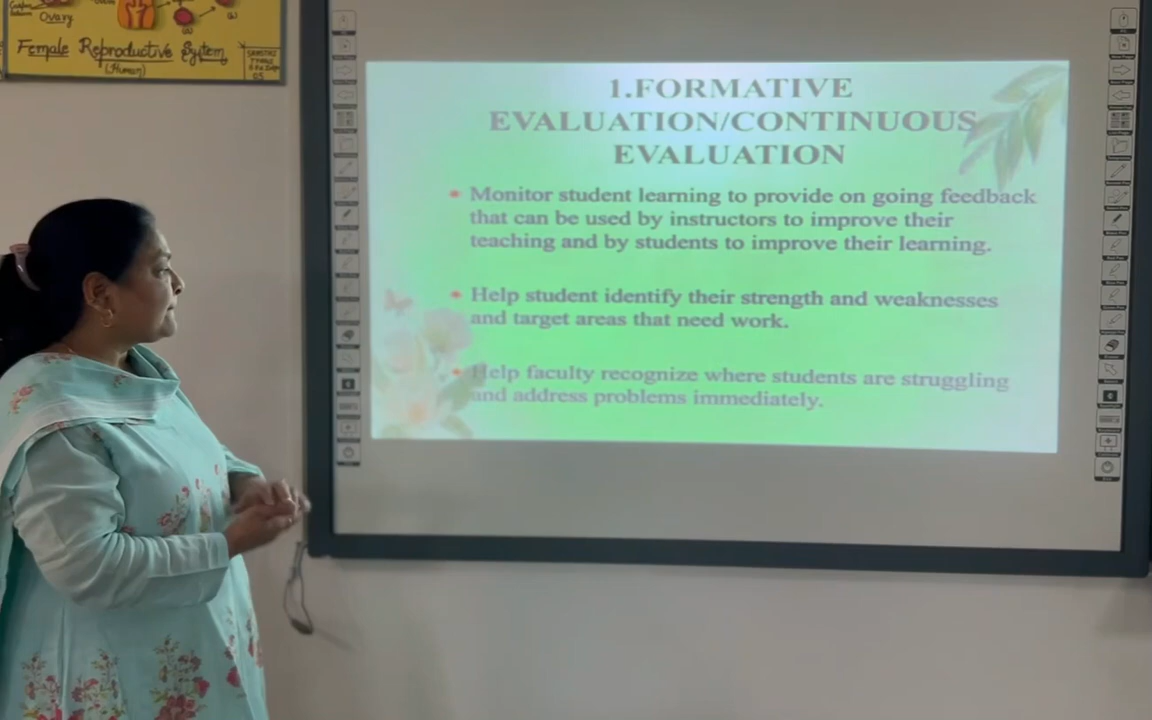 Ovary
Female Reproductive System
(Human)
1.FORMATIVE
EVALUATION/CONTINUOUS
EVALUATION
• Monitor student learning to provide on going feedback
that can be used by instructors to improve their
teaching and by students to improve their learning.
• Help student identify their strength and weaknesses
and target areas that need work.
• Help faculty recognize where students are struggling
and address problems immediately.